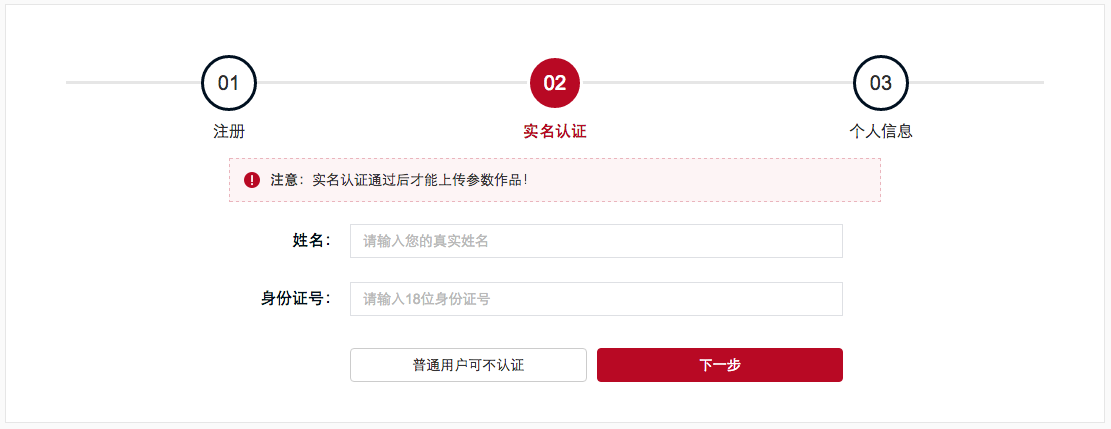 01
02
03
注册
实名认证
个人信息
注意：实名认证通过后才能上传参数作品！
姓名：
请输入您的真实姓名
身份证号：
请输入18位身份证号
普通用户可不认证
下一步